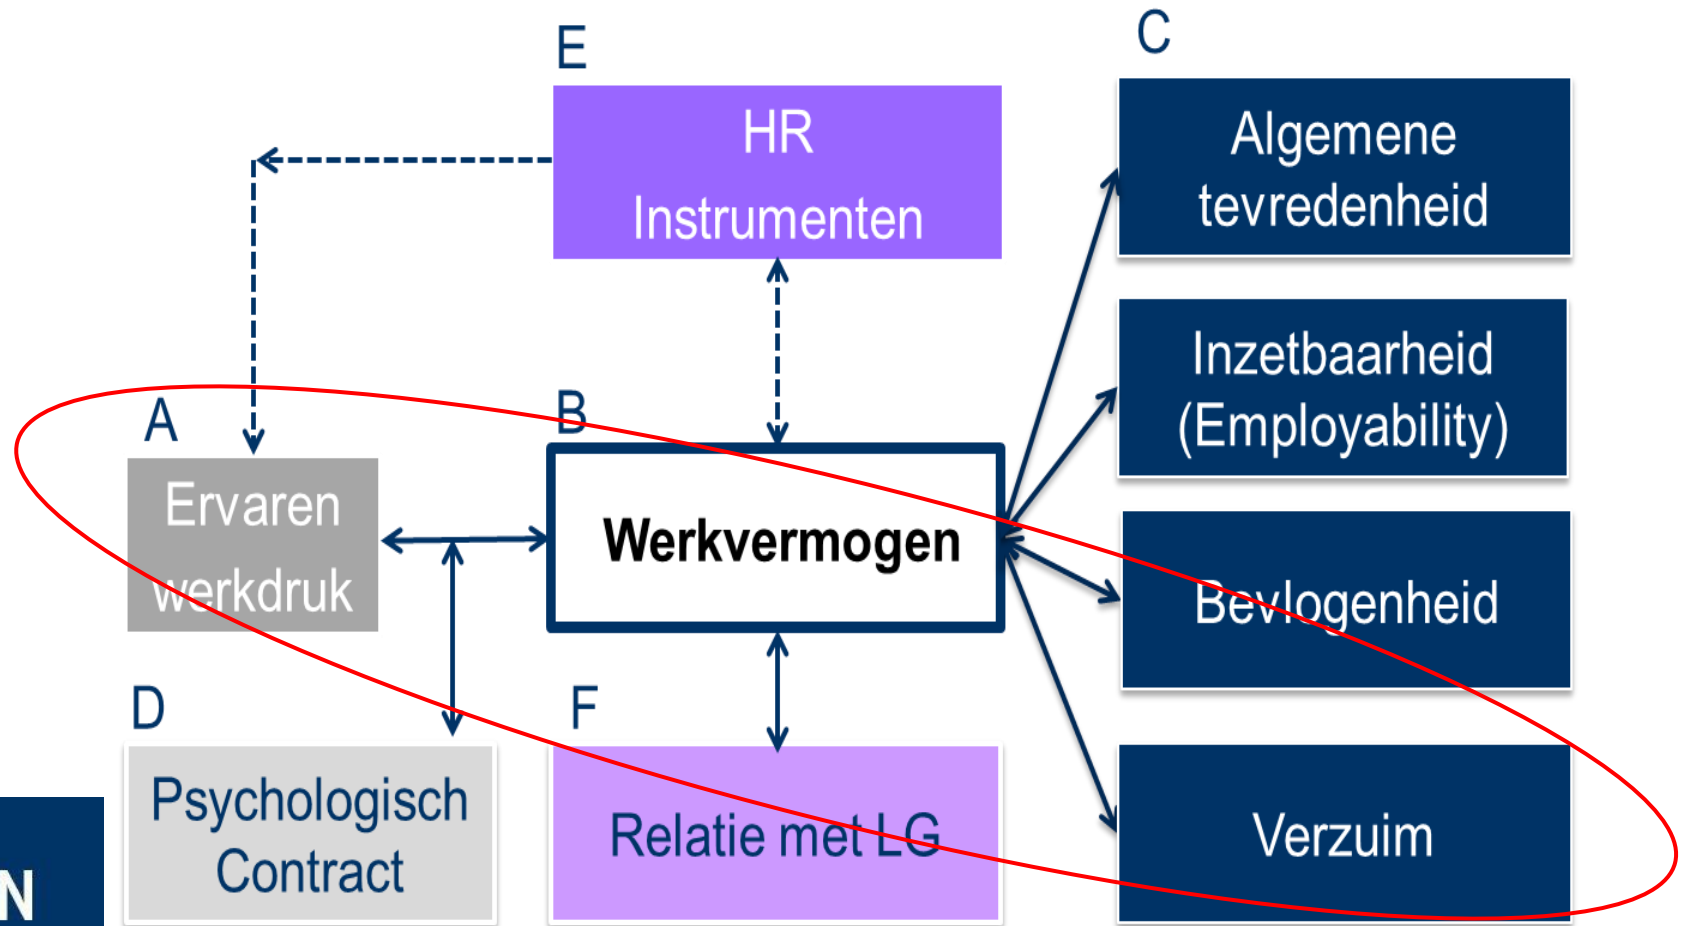 E
HR
Instrumenten
C
Algemene
tevredenheid
Inzetbaarheid
(Employability)
A
Ervaren
werkdruk
B
Werkvermogen
Bevlogenheid
D
Psychologisch
Contract
F
Relatie met LG
Verzuim
N